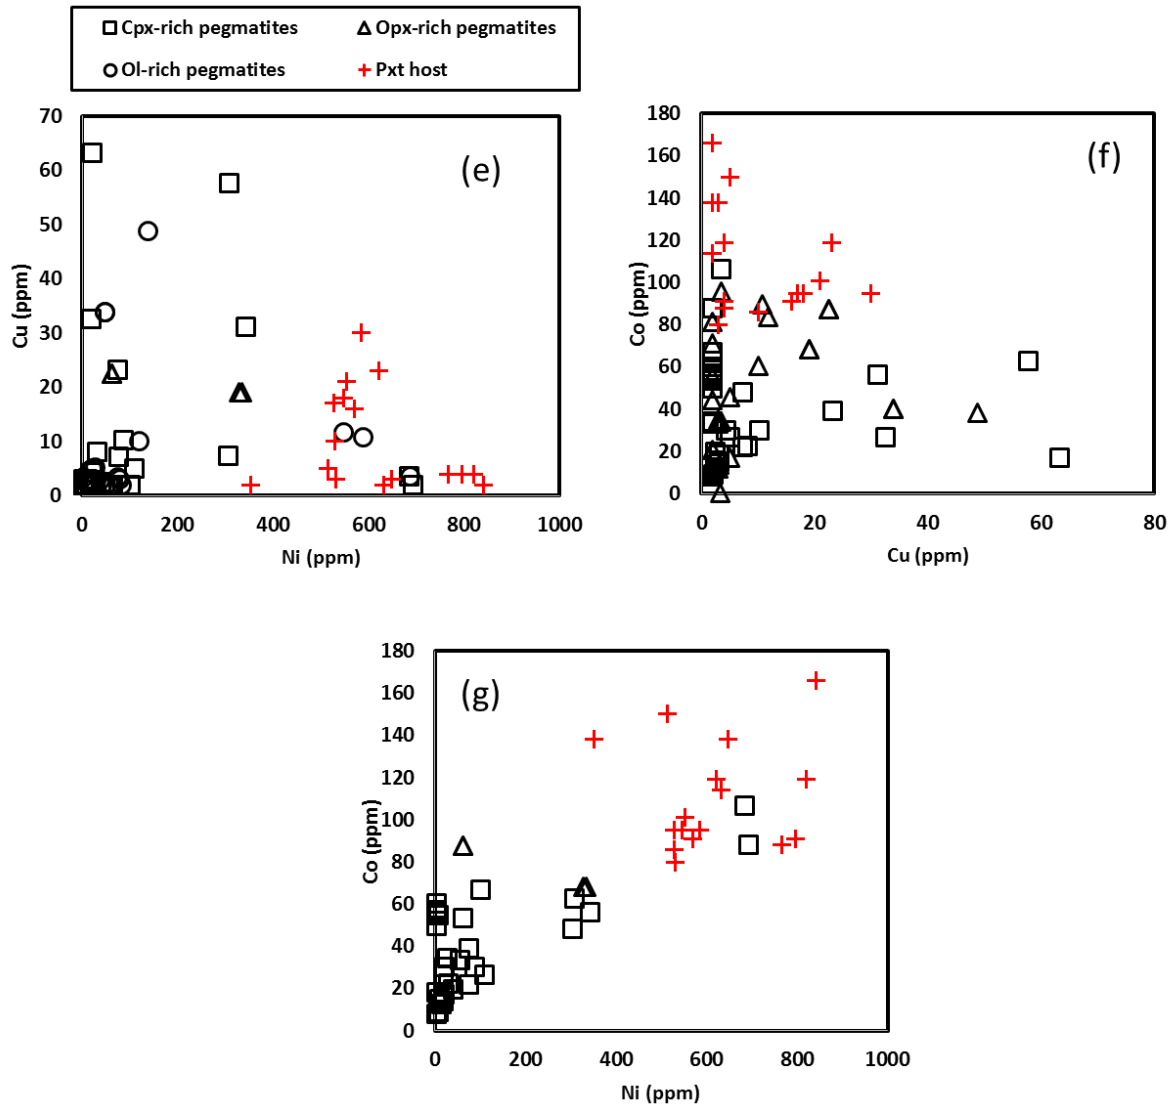 Cpx-rich pegmatites Opx-rich pegmatites
Ol-rich pegmatites Pxt host
70
60
50
40
30
20
10
0
Cu (ppm)
(e)
0 200 400 600 800 1000
Ni (ppm)
180
160
140
120
100
80
60
40
20
0
Co (ppm)
(f)
0 20 40 60 80
Cu (ppm)
180
160
140
120
100
80
60
40
20
0
Co (ppm)
(g)
0 200 400 600 800 1000
Ni (ppm)